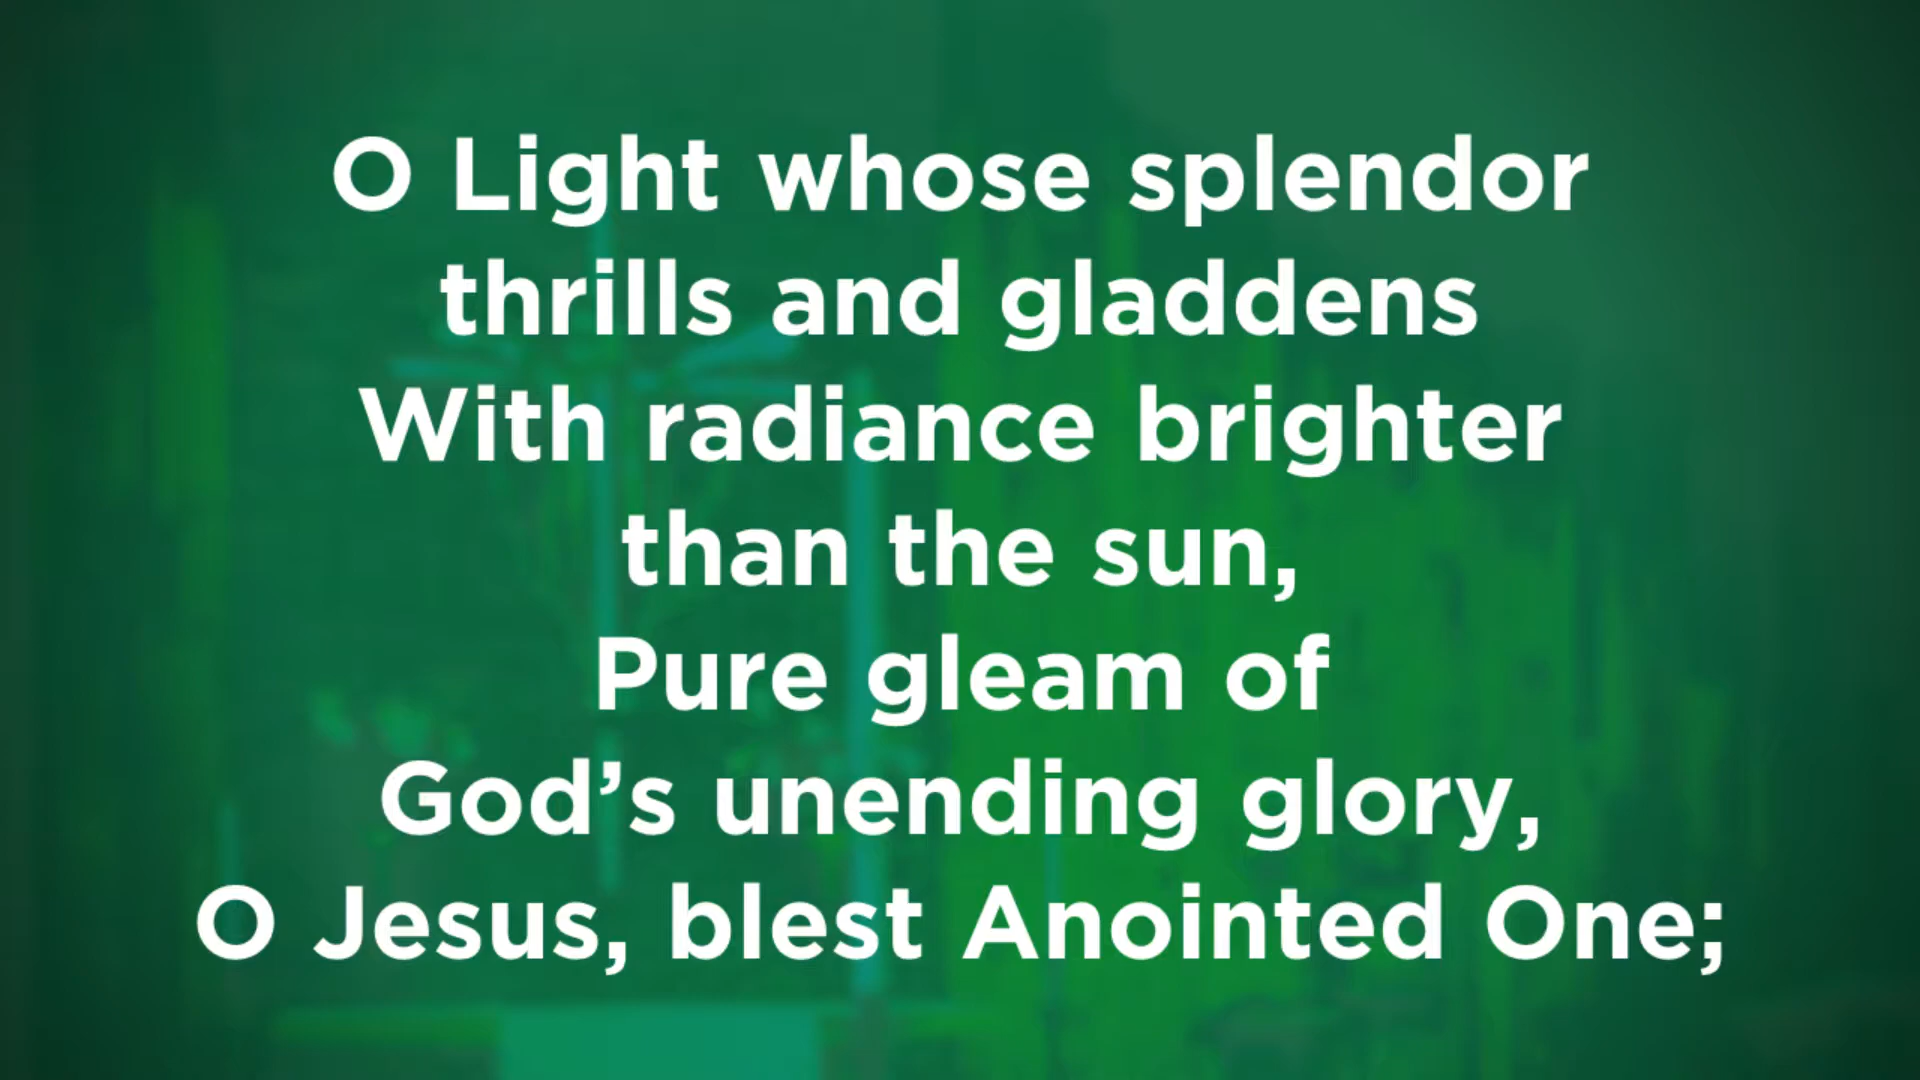 O Light whose splendor
thrills and gladdens
With radiance brighter
than the sun,
Pure gleam of
God’s unending glory,
O Jesus, blest Anointed One;